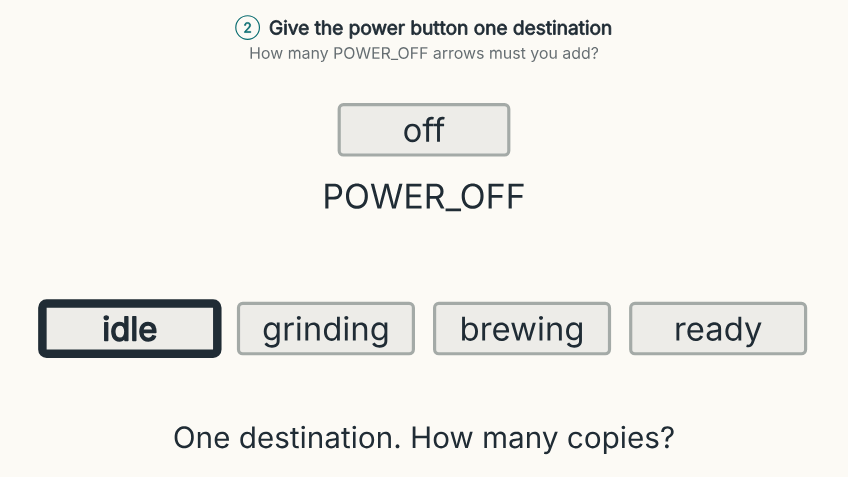 2 Give the power button one destination
How many POWER_OFF arrows must you add?
off
POWER_OFF
idle grinding brewing ready
One destination. How many copies?